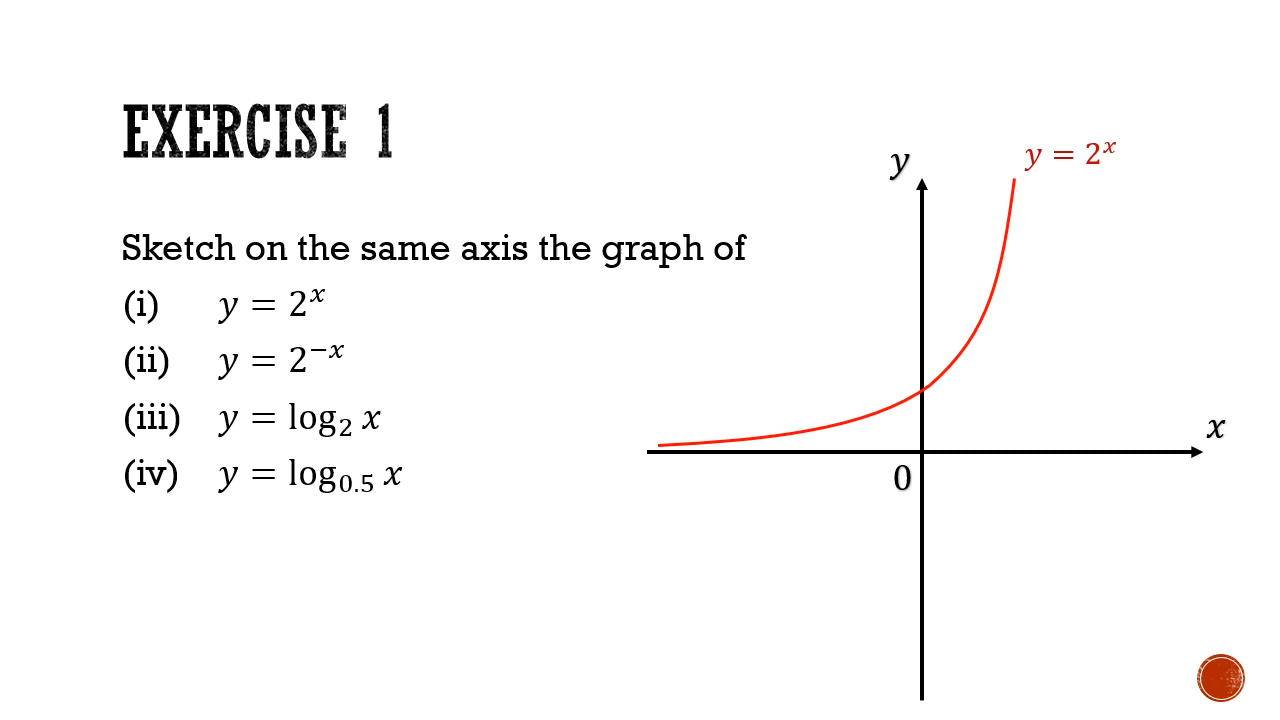 EXERCISE 1
Sketch on the same axis the graph of
(i) y = 2^x
(ii) y = 2^{-x}
(iii) y = log_2 x
(iv) y = log_{0.5} x
y
y = 2^x
x
0